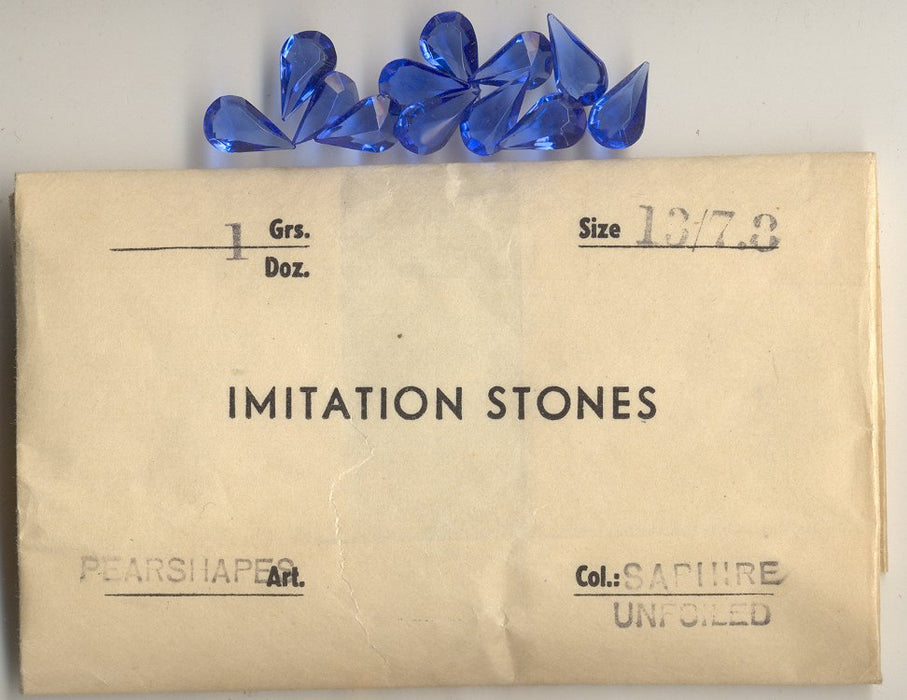 1 Grs.
Doz.
Size 13/7.8
IMITATION STONES
PEARSHAPES Art.
Col.: SAPHIRE
UNFOILED